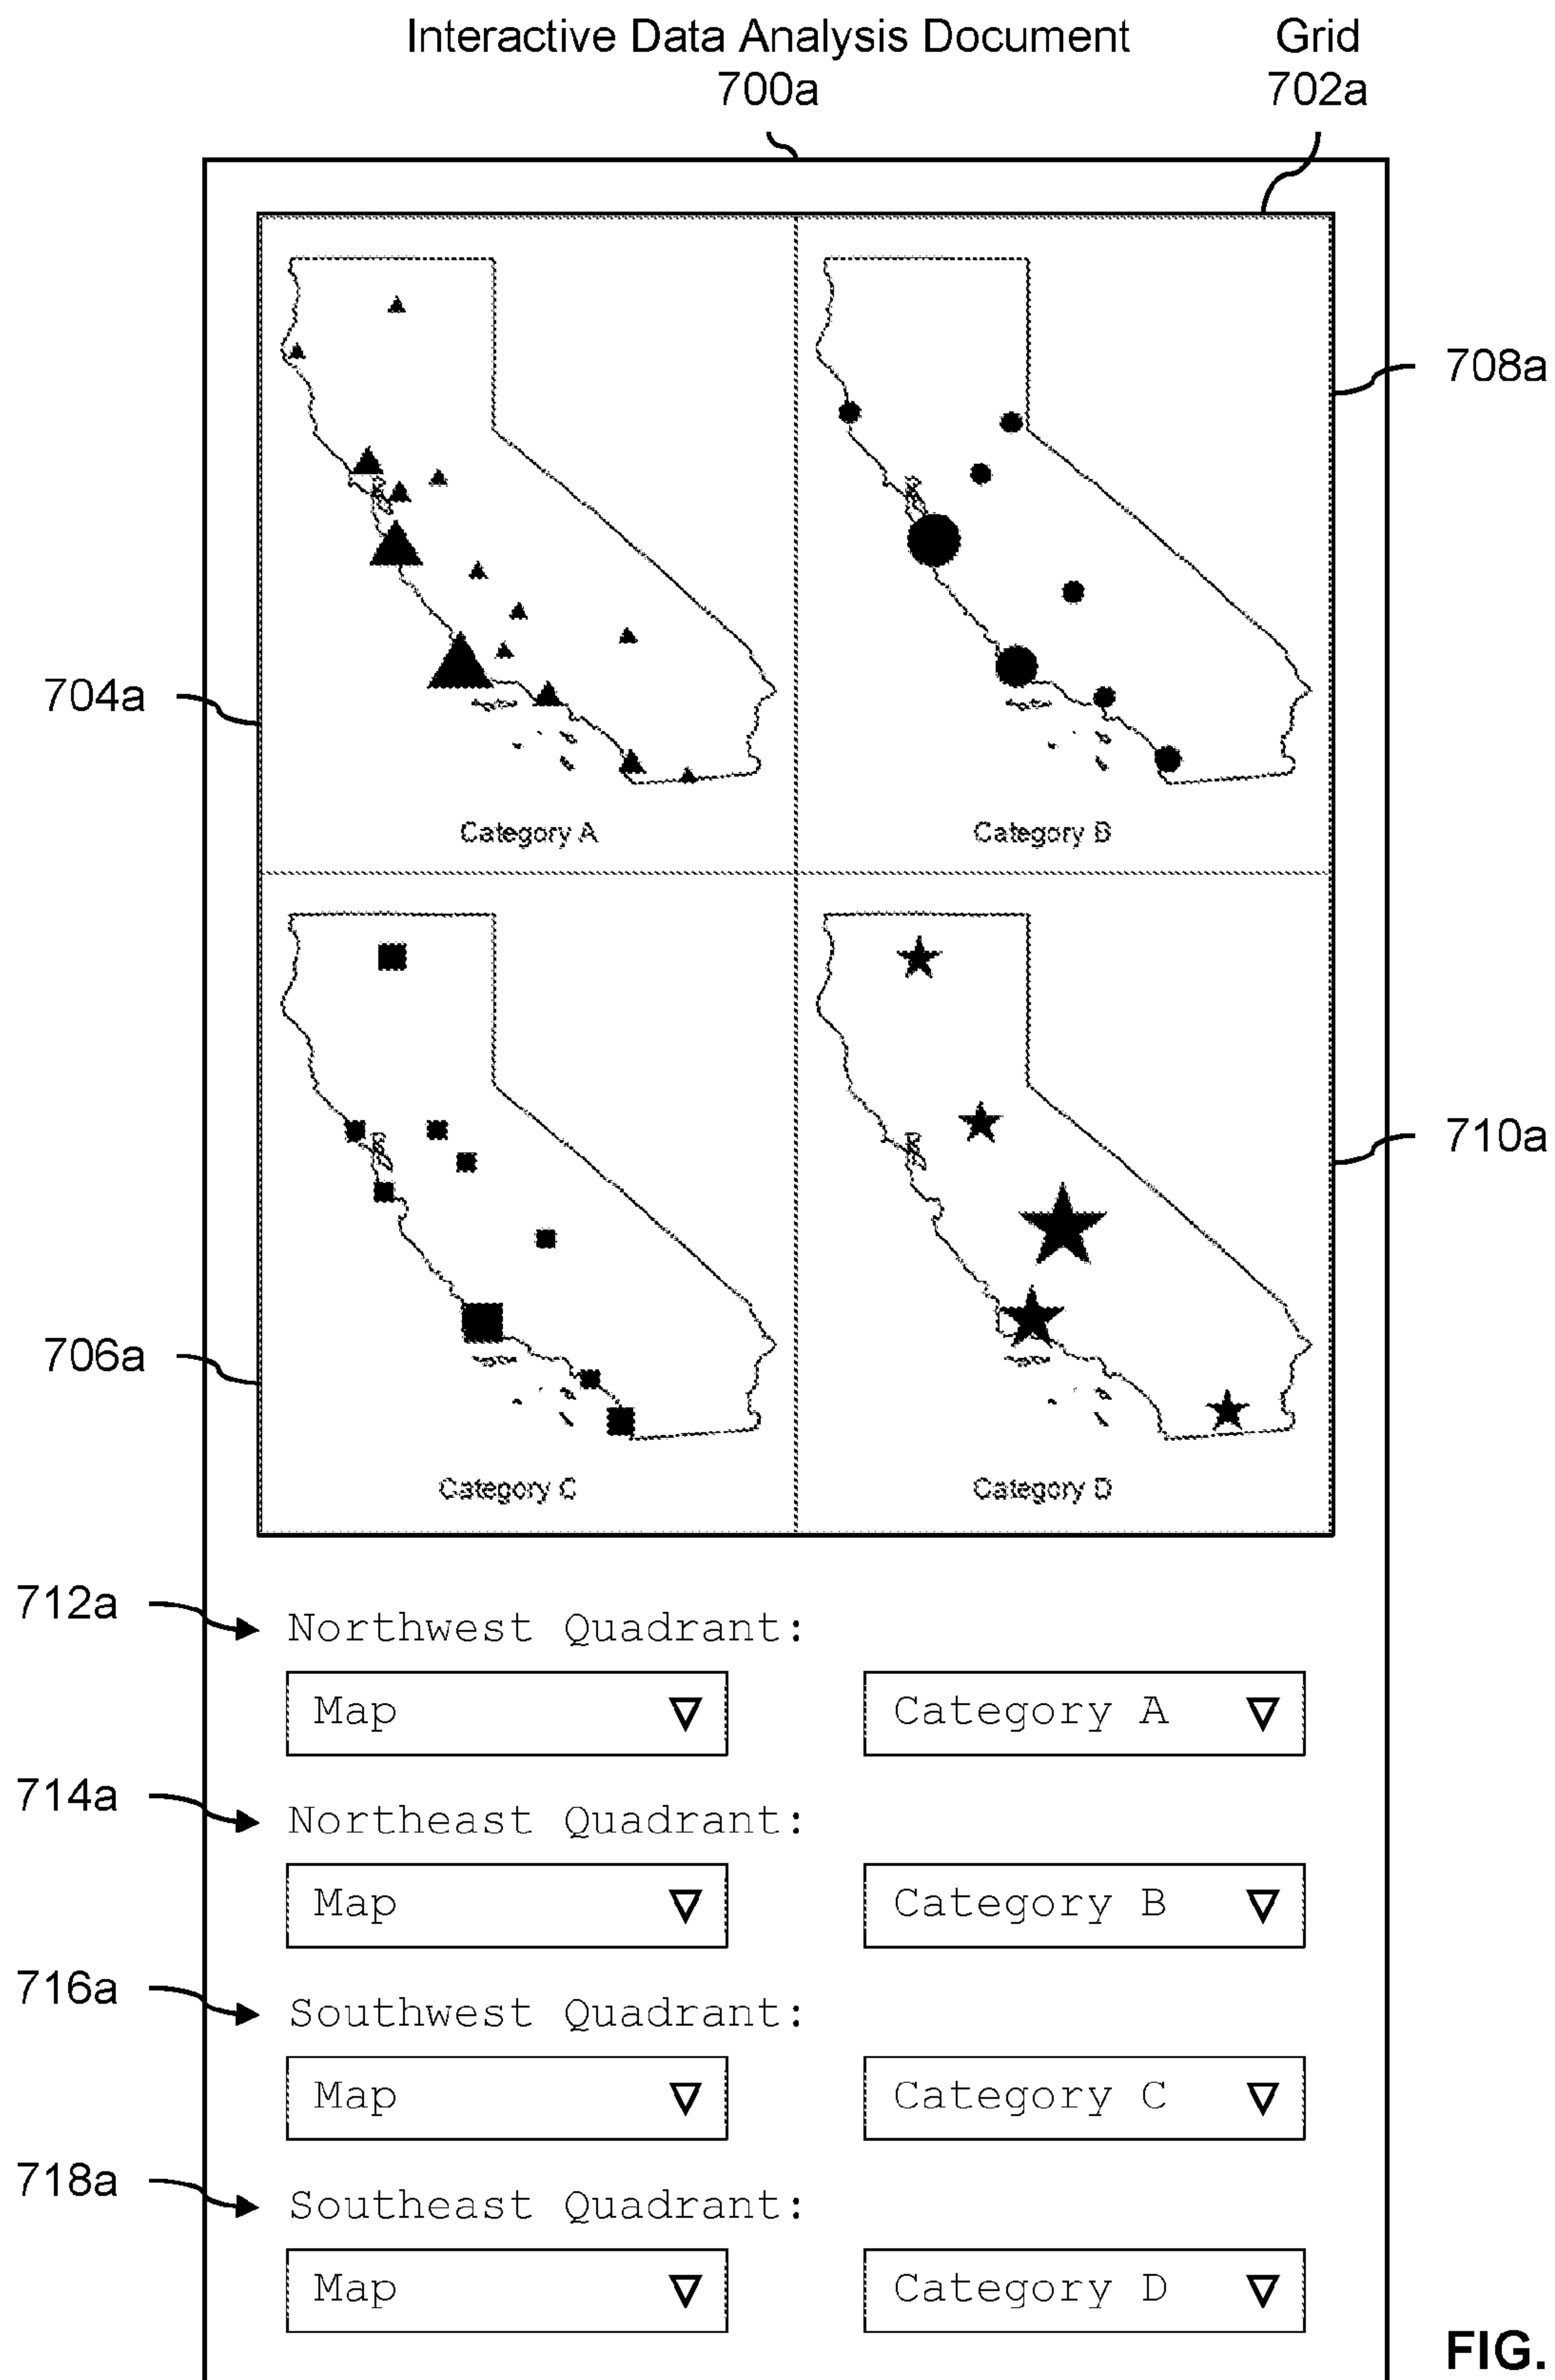 Interactive Data Analysis Document
700a
Grid
702a
708a
704a
Category A
Category B
710a
706a
Category C
Category D
712a
Northwest Quadrant:
Map
Category A
714a
Northeast Quadrant:
Map
Category B
716a
Southwest Quadrant:
Map
Category C
718a
Southeast Quadrant:
Map
Category D
FIG.